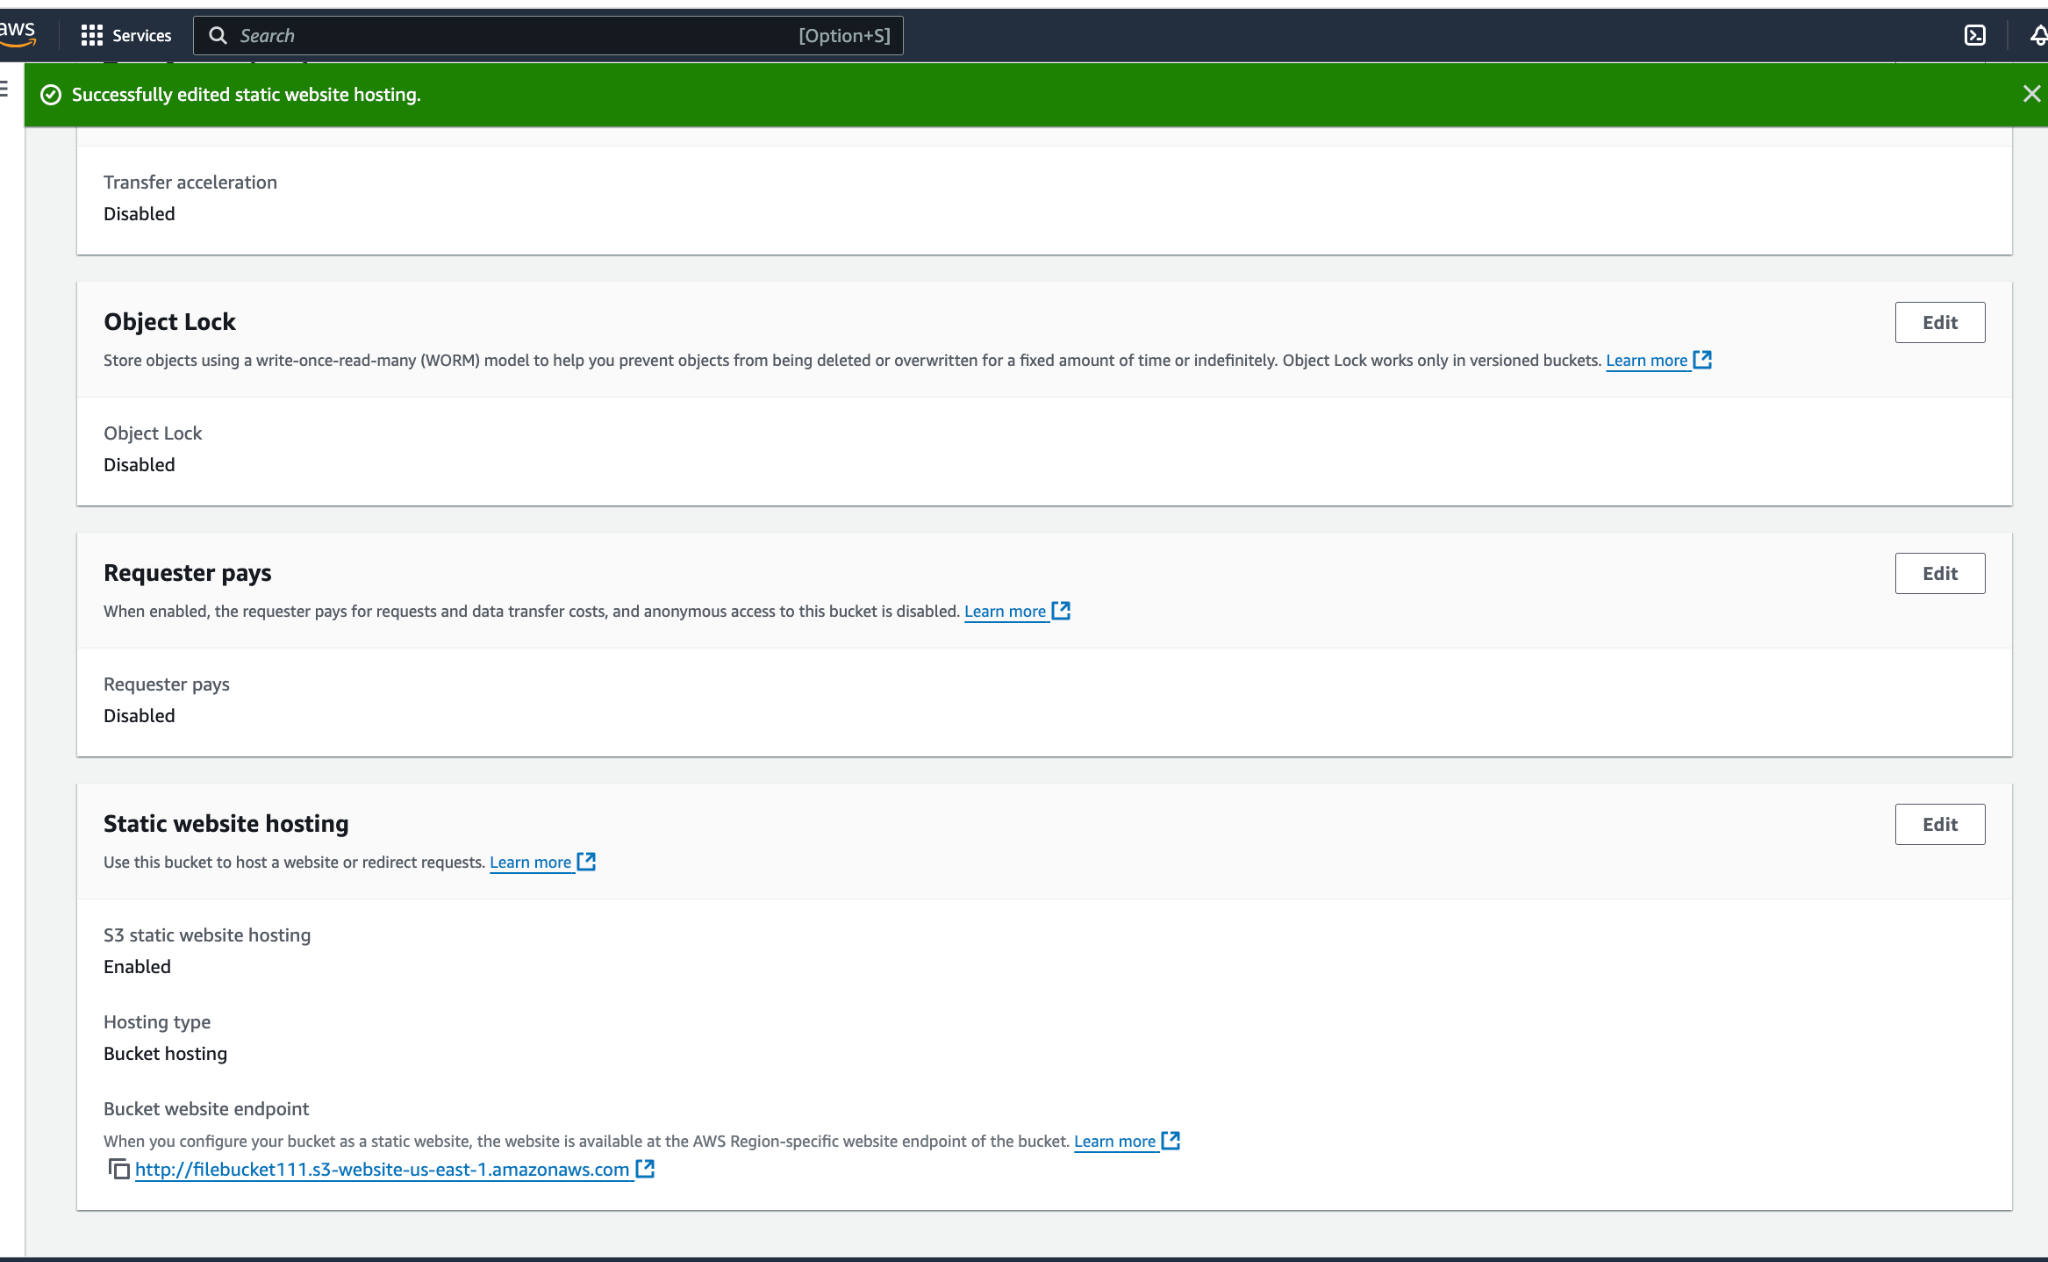 aws
Services
Search
[Option+S]
Successfully edited static website hosting.
Transfer acceleration
Disabled
Object Lock
Edit
Store objects using a write-once-read-many (WORM) model to help you prevent objects from being deleted or overwritten for a fixed amount of time or indefinitely. Object Lock works only in versioned buckets. Learn more
Object Lock
Disabled
Requester pays
Edit
When enabled, the requester pays for requests and data transfer costs, and anonymous access to this bucket is disabled. Learn more
Requester pays
Disabled
Static website hosting
Edit
Use this bucket to host a website or redirect requests. Learn more
S3 static website hosting
Enabled
Hosting type
Bucket hosting
Bucket website endpoint
When you configure your bucket as a static website, the website is available at the AWS Region-specific website endpoint of the bucket. Learn more
http://filebucket111.s3-website-us-east-1.amazonaws.com